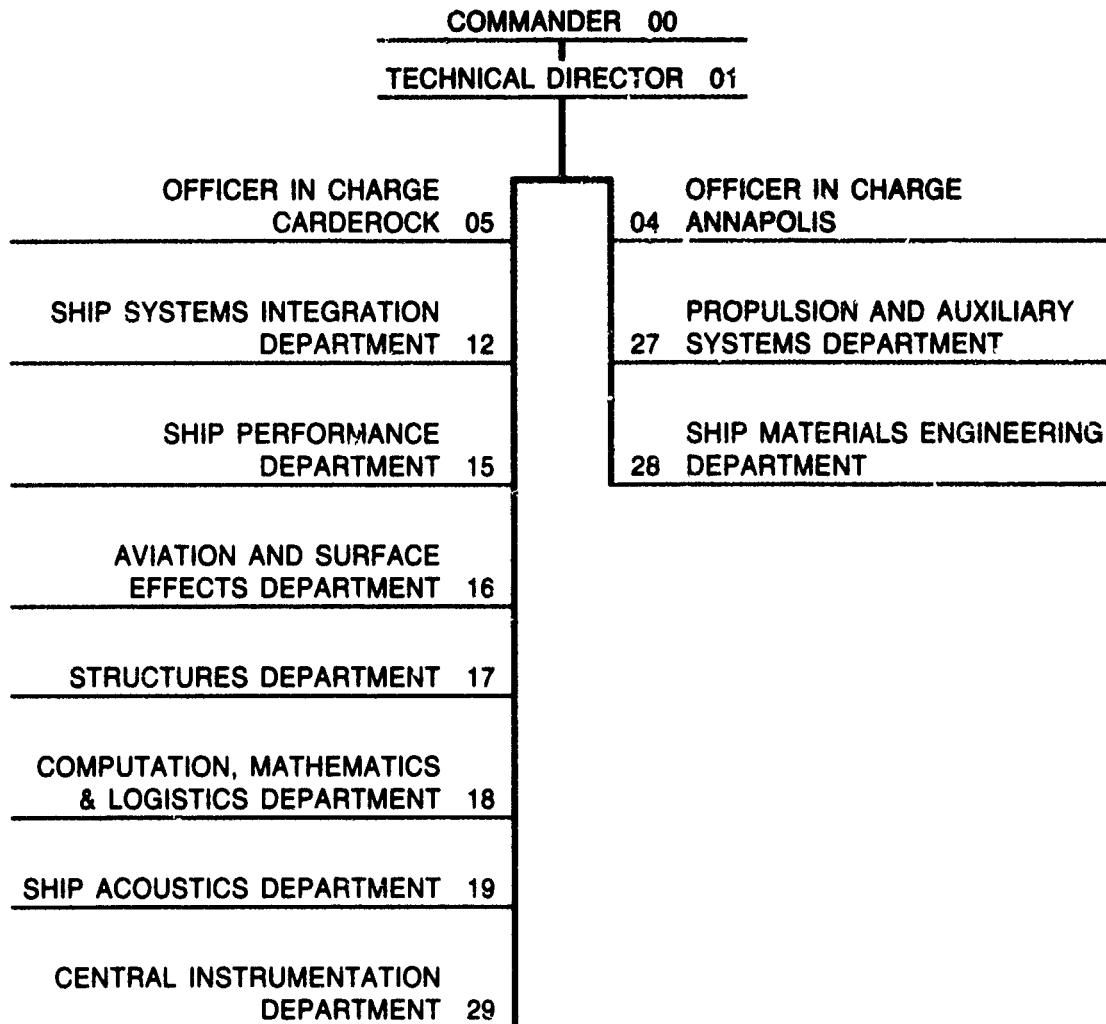 COMMANDER 00
TECHNICAL DIRECTOR 01
OFFICER IN CHARGE
CARDEROCK 05
04 OFFICER IN CHARGE
ANNAPOLIS
SHIP SYSTEMS INTEGRATION
DEPARTMENT 12
PROPULSION AND AUXILIARY
27 SYSTEMS DEPARTMENT
SHIP PERFORMANCE
DEPARTMENT 15
SHIP MATERIALS ENGINEERING
28 DEPARTMENT
AVIATION AND SURFACE
EFFECTS DEPARTMENT 16
STRUCTURES DEPARTMENT 17
COMPUTATION, MATHEMATICS
& LOGISTICS DEPARTMENT 18
SHIP ACOUSTICS DEPARTMENT 19
CENTRAL INSTRUMENTATION
DEPARTMENT 29